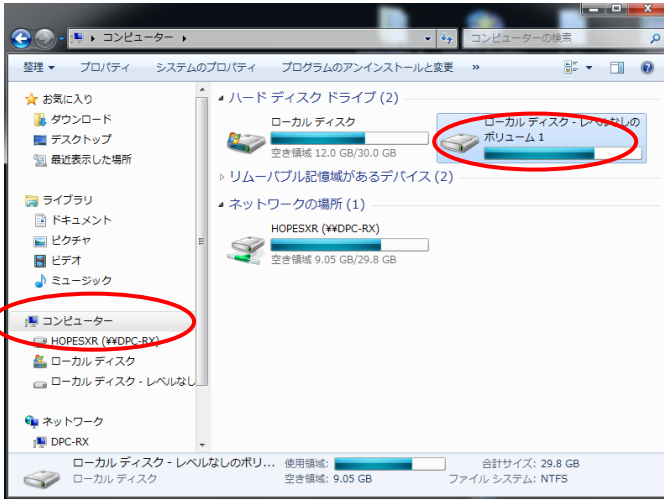 コンピューター
コンピューターの検索
整理 プロパティ システムのプロパティ プログラムのアンインストールと変更 »
お気に入り
ダウンロード
デスクトップ
最近表示した場所
ライブラリ
ドキュメント
ピクチャ
ビデオ
ミュージック
コンピューター
HOPESXR (¥¥DPC-RX)
ローカル ディスク
ローカル ディスク - レベルなし
ネットワーク
DPC-RX
ハード ディスク ドライブ (2)
ローカル ディスク
空き領域 12.0 GB/30.0 GB
ローカル ディスク - レベルなしの
ボリューム 1
リムーバブル記憶域があるデバイス (2)
ネットワークの場所 (1)
HOPESXR (¥¥DPC-RX)
空き領域 9.05 GB/29.8 GB
ローカル ディスク - レベルなしのボリ... 使用領域: 合計サイズ: 29.8 GB
ローカル ディスク 空き領域: 9.05 GB ファイル システム: NTFS